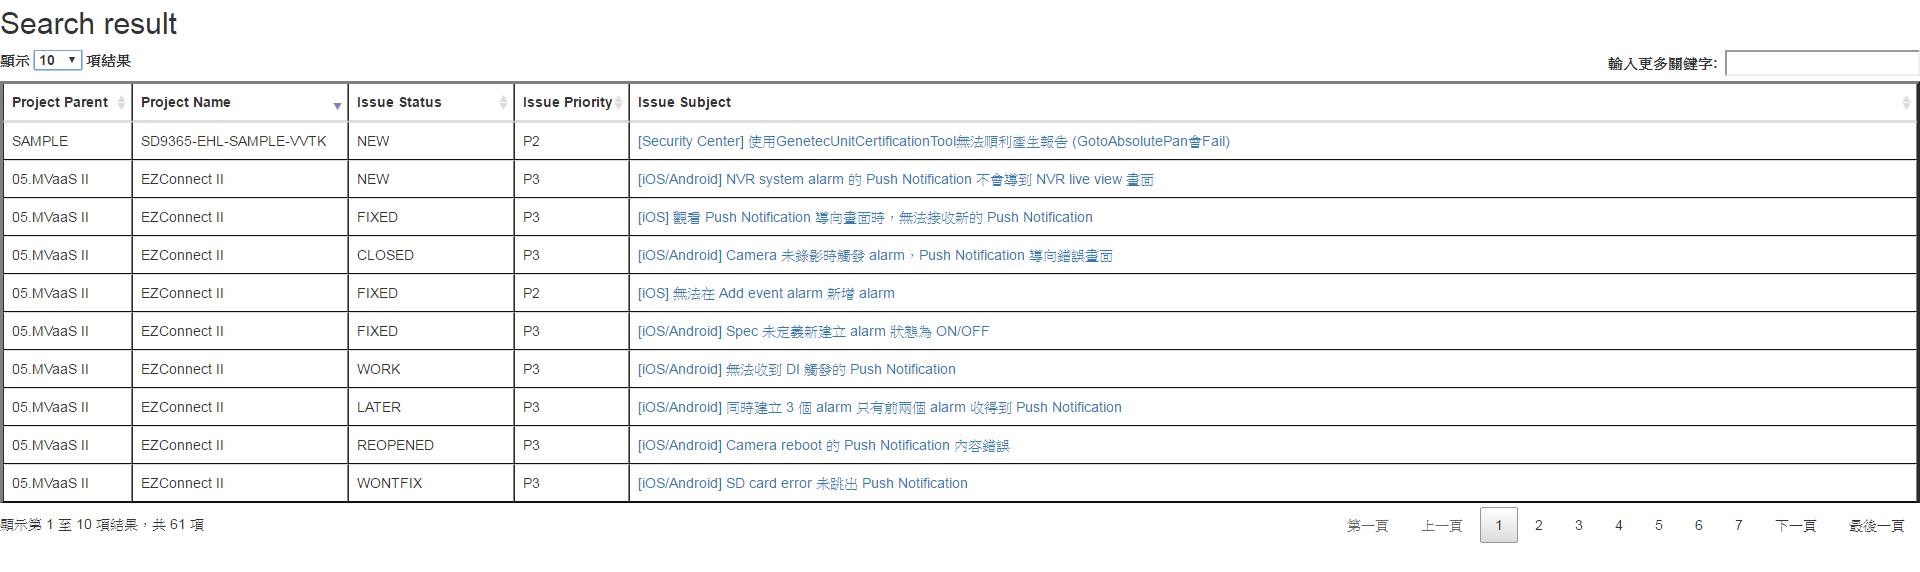 Search result
顯示 10 項結果 輸入更多關鍵字:
Project Parent Project Name Issue Status Issue Priority Issue Subject
SAMPLE SD9365-EHL-SAMPLE-VVTK NEW P2 [Security Center] 使用GenetecUnitCertificationTool無法順利產生報告 (GotoAbsolutePan會Fail)
05.MVaaS II EZConnect II NEW P3 [iOS/Android] NVR system alarm 的 Push Notification 不會導到 NVR live view 畫面
05.MVaaS II EZConnect II FIXED P3 [iOS] 觀看 Push Notification 導向畫面時，無法接收新的 Push Notification
05.MVaaS II EZConnect II CLOSED P3 [iOS/Android] Camera 未錄影時觸發 alarm，Push Notification 導向錯誤畫面
05.MVaaS II EZConnect II FIXED P2 [iOS] 無法在 Add event alarm 新增 alarm
05.MVaaS II EZConnect II FIXED P3 [iOS/Android] Spec 未定義新建立 alarm 狀態為 ON/OFF
05.MVaaS II EZConnect II WORK P3 [iOS/Android] 無法收到 DI 觸發的 Push Notification
05.MVaaS II EZConnect II LATER P3 [iOS/Android] 同時建立 3 個 alarm 只有前兩個 alarm 收得到 Push Notification
05.MVaaS II EZConnect II REOPENED P3 [iOS/Android] Camera reboot 的 Push Notification 內容錯誤
05.MVaaS II EZConnect II WONTFIX P3 [iOS/Android] SD card error 未跳出 Push Notification
顯示第 1 至 10 項結果，共 61 項 第一頁 上一頁 1 2 3 4 5 6 7 下一頁 最後一頁